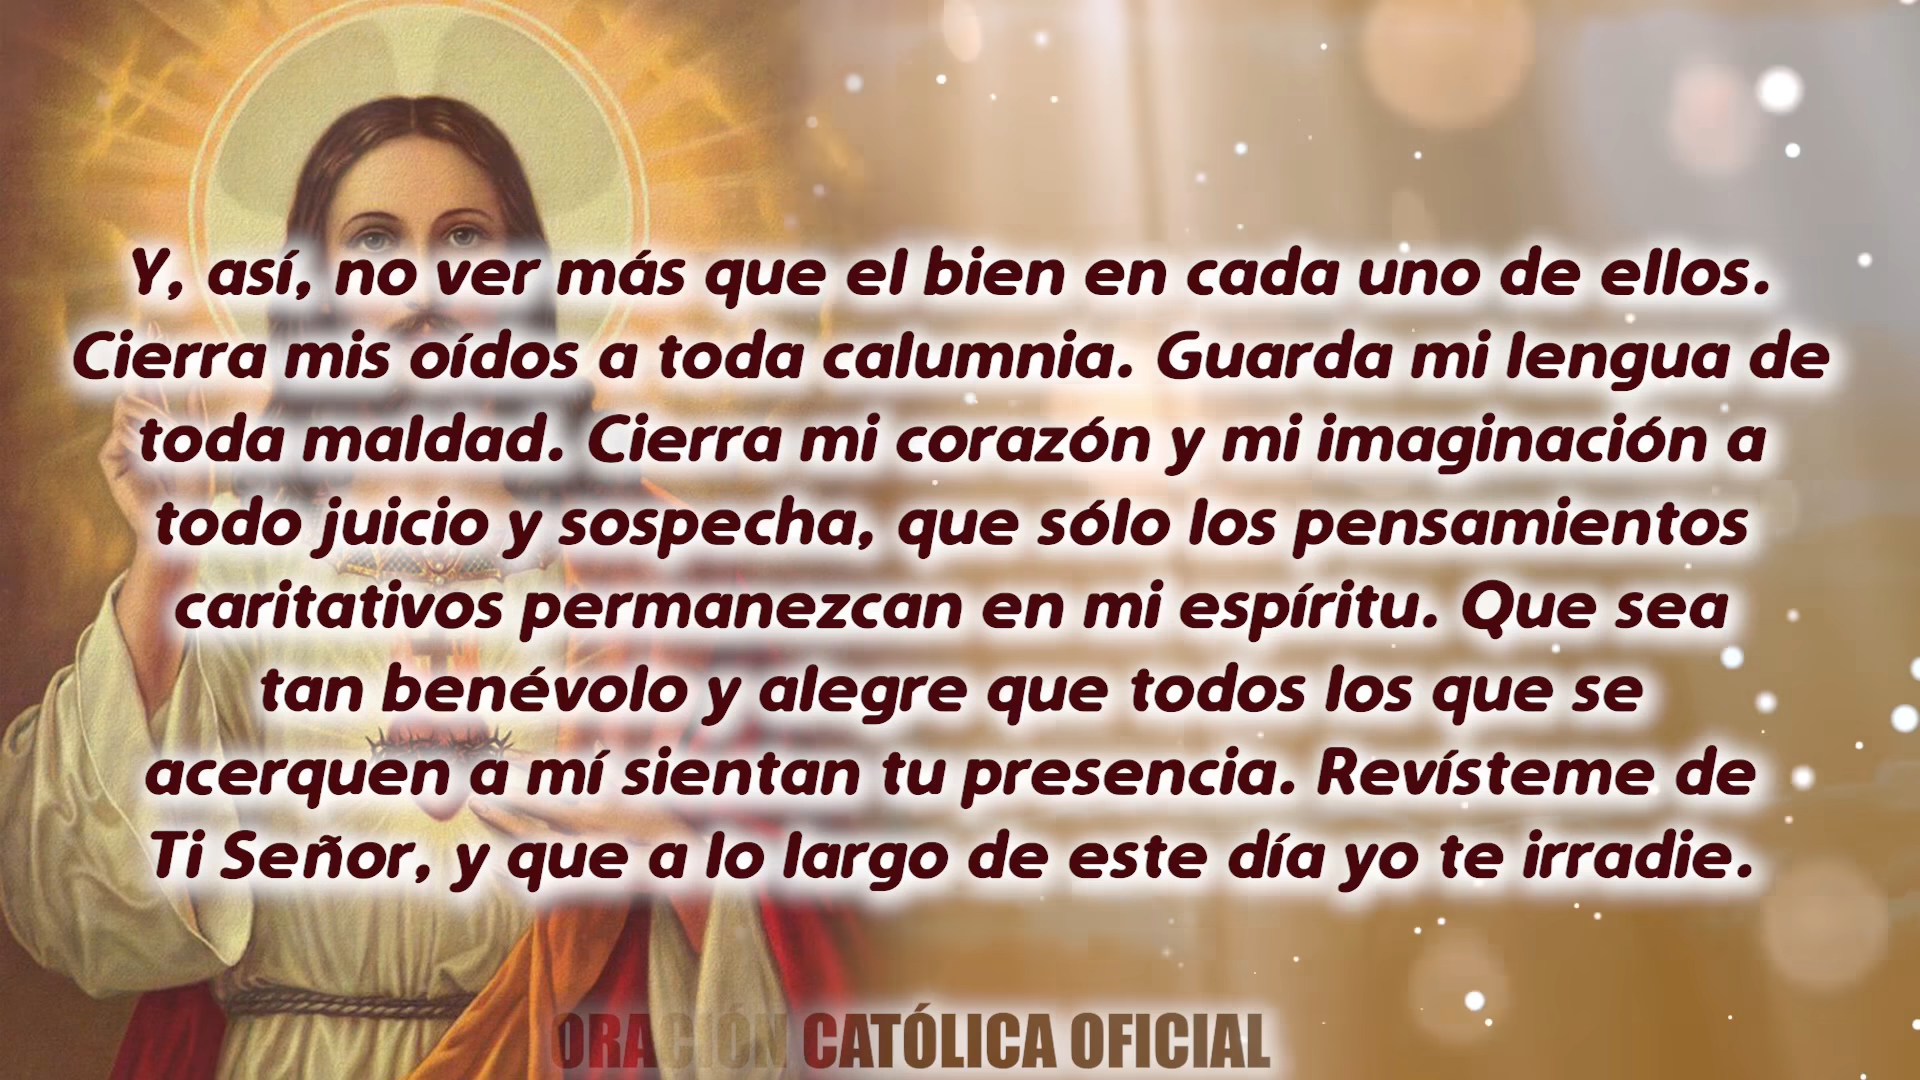 Y, así, no ver más que el bien en cada uno de ellos.
Cierra mis oídos a toda calumnia. Guarda mi lengua de
toda maldad. Cierra mi corazón y mi imaginación a
todo juicio y sospecha, que sólo los pensamientos
caritativos permanezcan en mi espíritu. Que sea
tan benévolo y alegre que todos los que se
acerquen a mí sientan tu presencia. Revísteme de
Ti Señor, y que a lo largo de este día yo te irradie.
ORACIÓN CATÓLICA OFICIAL